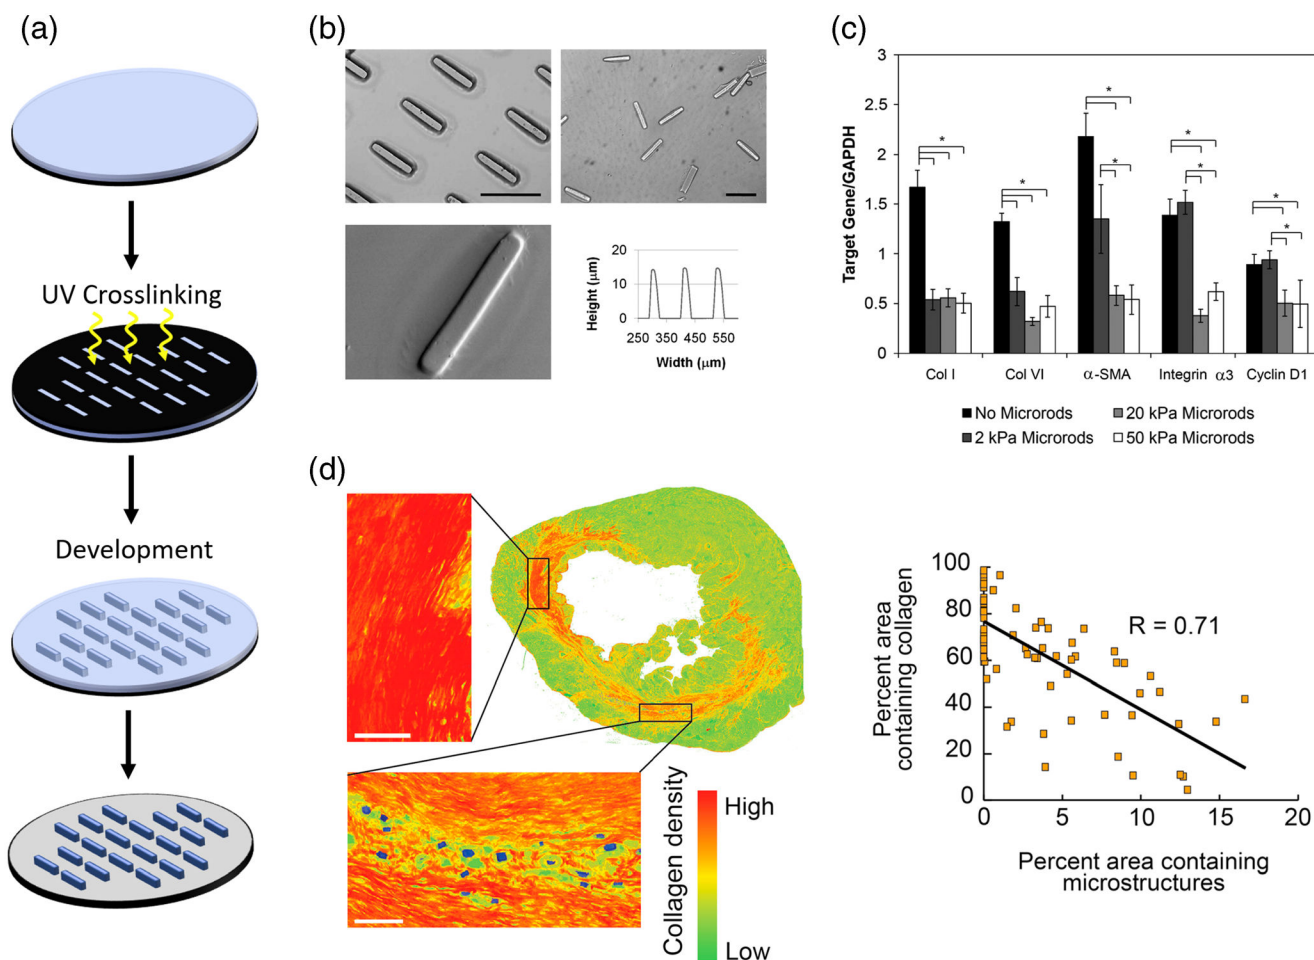 (a)
UV Crosslinking
Development
(b)
Height (μm)
20
10
0
250 350 450 550
Width (μm)
(c)
Target Gene/GAPDH
3
2.5
2
1.5
1
0.5
0
* * * * * * * * *
Col I Col VI α-SMA Integrin α3 Cyclin D1
No Microrods 20 kPa Microrods
2 kPa Microrods 50 kPa Microrods
(d)
Collagen density
High
Low
Percent area
containing collagen
100
80
60
40
20
0
R = 0.71
0 5 10 15 20
Percent area containing
microstructures